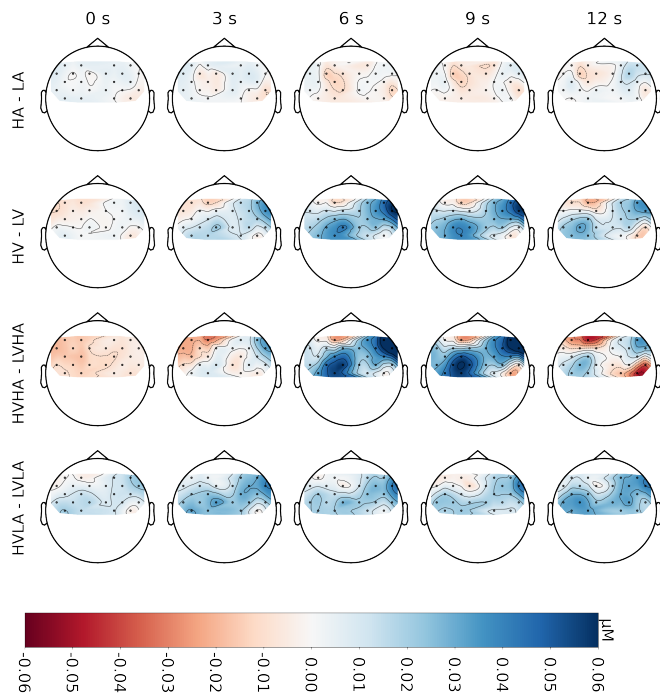 0 s 3 s 6 s 9 s 12 s
HA - LA
HV - LV
HVHA - LVHA
HVLA - LVLA
μM
-0.06 -0.05 -0.04 -0.03 -0.02 -0.01 0.00 0.01 0.02 0.03 0.04 0.05 0.06